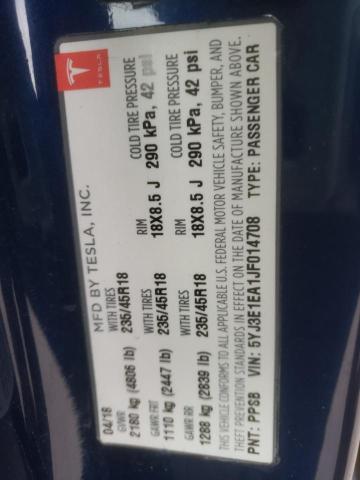 TESLA
MFD BY TESLA, INC.
04/18
GVWR WITH TIRES RIM COLD TIRE PRESSURE
2180 kg (4806 lb) 235/45R18 18X8.5 J 290 kPa, 42 psi
GAWR FRT WITH TIRES RIM COLD TIRE PRESSURE
1110 kg (2447 lb) 235/45R18 18X8.5 J 290 kPa, 42 psi
GAWR RR
1288 kg (2839 lb) 235/45R18
THIS VEHICLE CONFORMS TO ALL APPLICABLE U.S. FEDERAL MOTOR VEHICLE SAFETY, BUMPER, AND
THEFT PREVENTION STANDARDS IN EFFECT ON THE DATE OF MANUFACTURE SHOWN ABOVE.
PNT: PPSB VIN: 5YJ3E1EA1JF014708 TYPE: PASSENGER CAR